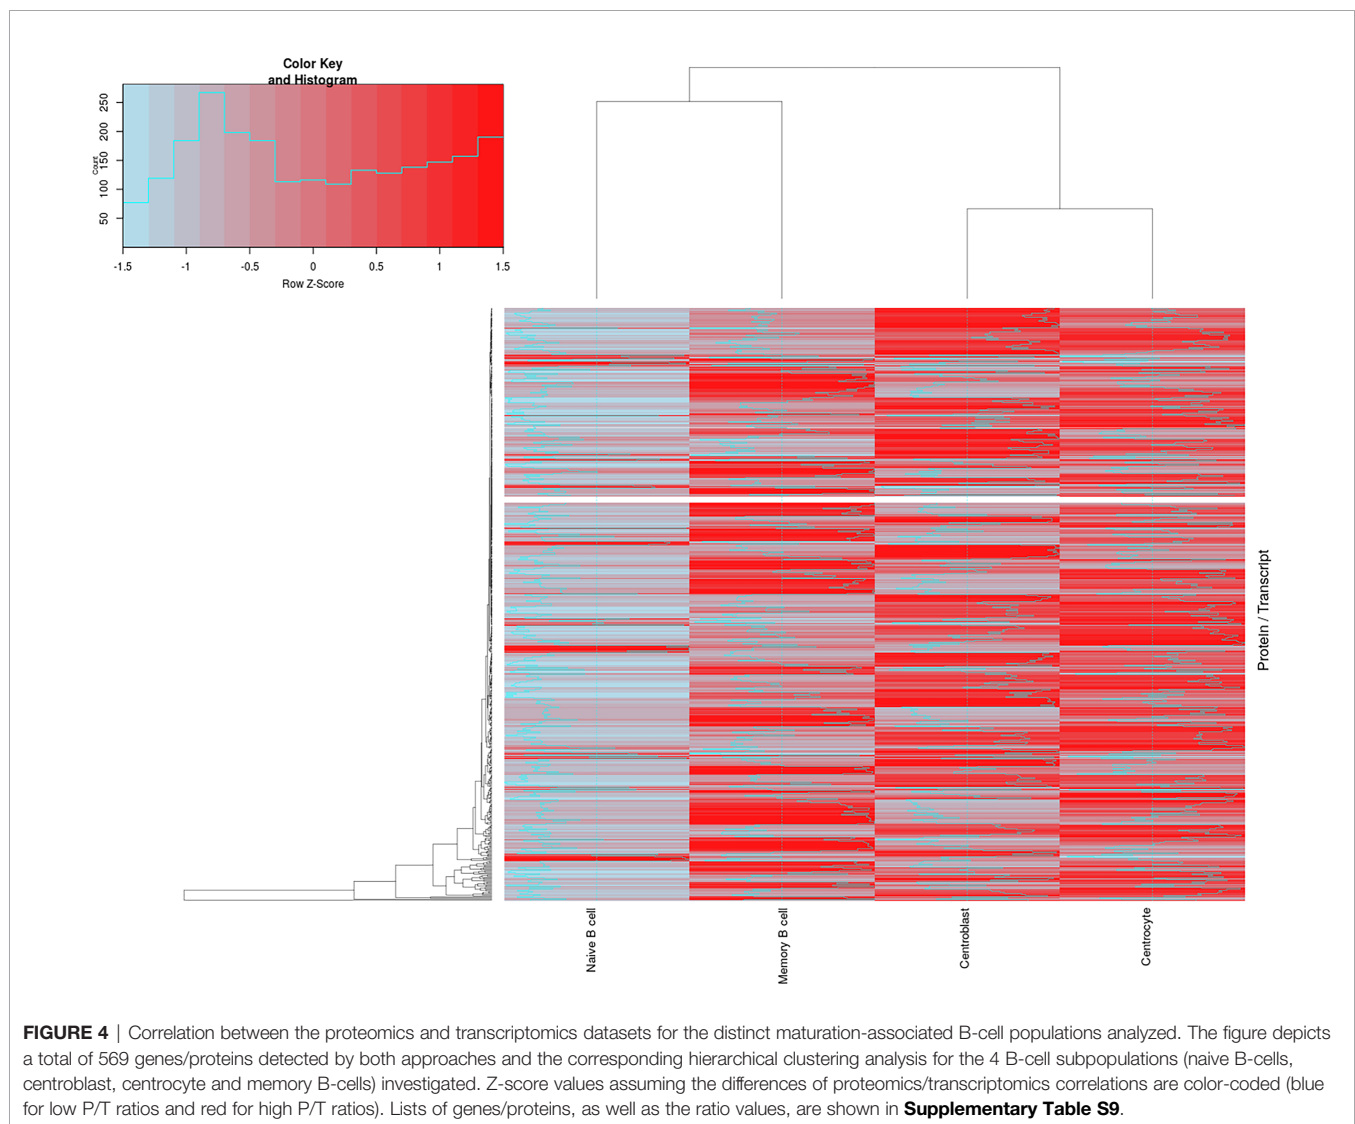 Color Key
and Histogram
Count
50
100
150
200
250
-1.5
-1
-0.5
0
0.5
1
1.5
Row Z-Score
Protein / Transcript
Naive B cell
Memory B cell
Centroblast
Centrocyte
FIGURE 4 | Correlation between the proteomics and transcriptomics datasets for the distinct maturation-associated B-cell populations analyzed. The figure depicts
a total of 569 genes/proteins detected by both approaches and the corresponding hierarchical clustering analysis for the 4 B-cell subpopulations (naive B-cells,
centroblast, centrocyte and memory B-cells) investigated. Z-score values assuming the differences of proteomics/transcriptomics correlations are color-coded (blue
for low P/T ratios and red for high P/T ratios). Lists of genes/proteins, as well as the ratio values, are shown in Supplementary Table S9.